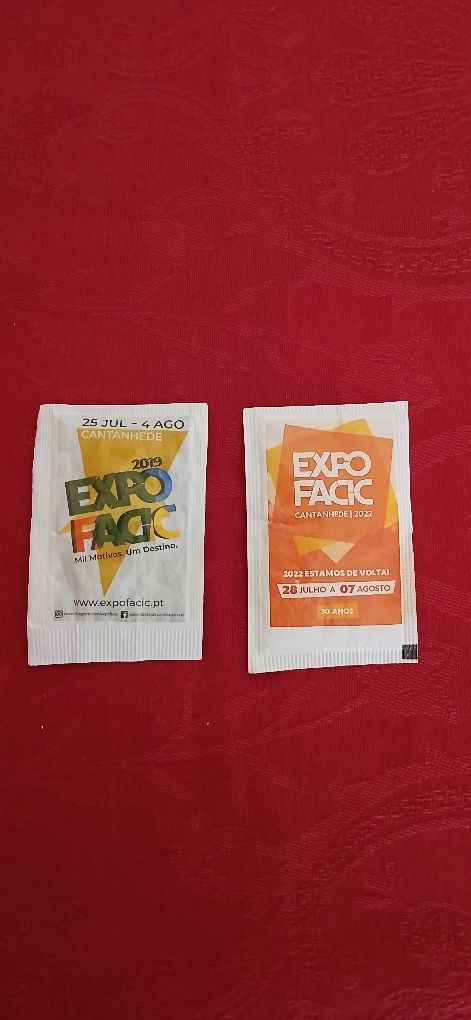 25 JUL - 4 AGO
CANTANHEDE
2019
EXPO
FACIC
Mil Motivos. Um Destino.
www.expofacic.pt
EXPO
FACIC
CANTANHEDE | 2022
2022 ESTAMOS DE VOLTA!
28 JULHO A 07 AGOSTO
30 ANOS